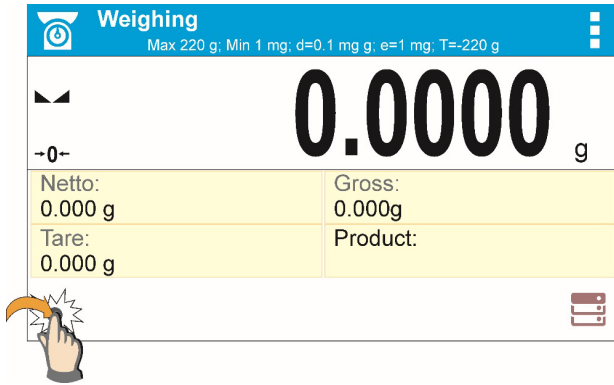 Weighing
Max 220 g; Min 1 mg; d=0.1 mg g; e=1 mg; T=-220 g
0.0000 g
→0←
Netto:
0.000 g
Gross:
0.000g
Tare:
0.000 g
Product: